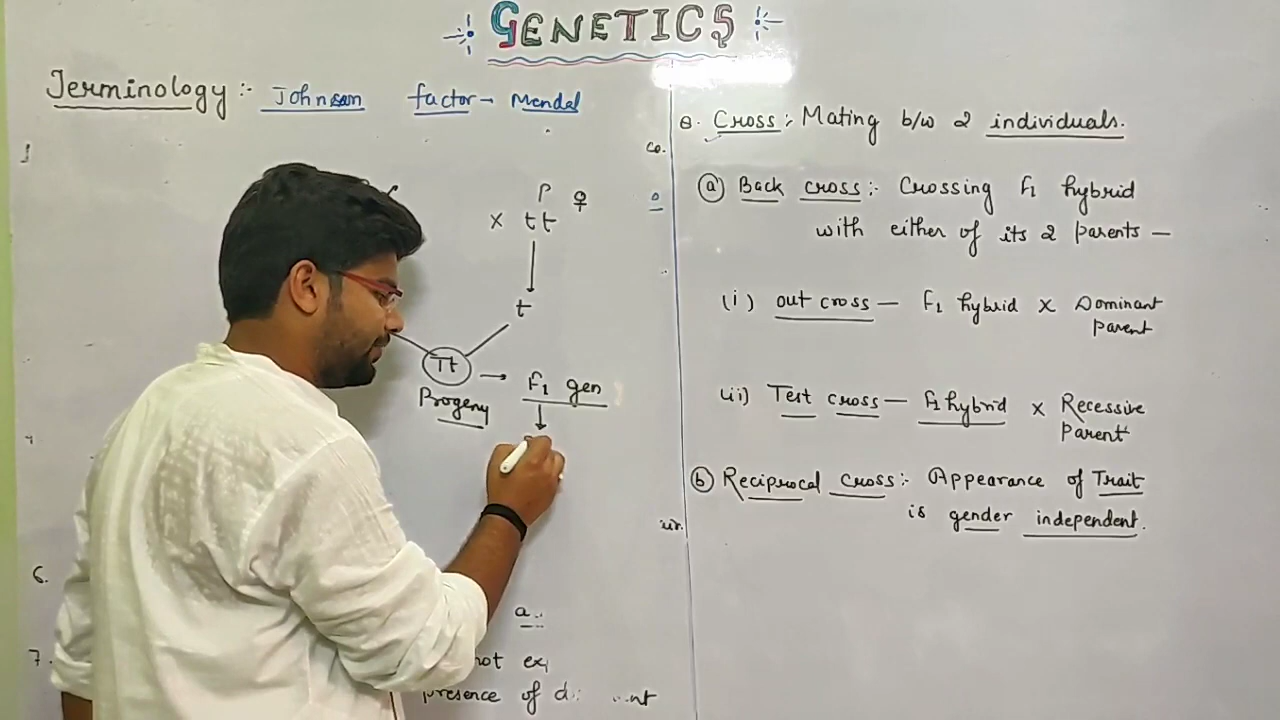 GENETICS
Terminology :- Johnson factor → Mendel
P ♀
x tt
t
Tt → F1 gen
Progeny
6.
a
7. not
presence of
8. Cross :- Mating b/w 2 individuals.
(a) Back cross :- Crossing F1 hybrid
with either of its 2 parents —
(i) out cross — F1 hybrid x Dominant
Parent
(ii) Test cross — F1 hybrid x Recessive
Parent
(b) Reciprocal cross :- Appearance of Trait
is gender independent.